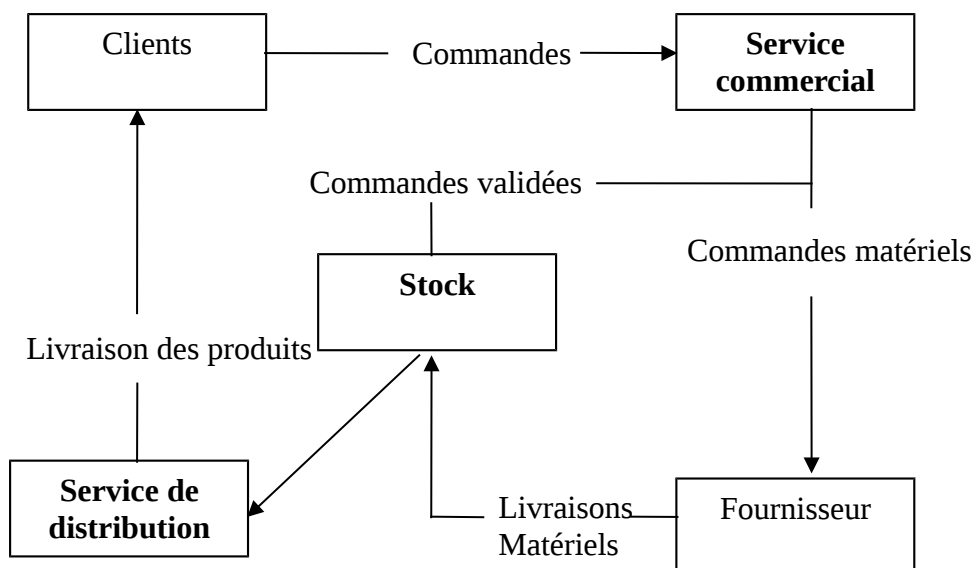 Clients
Commandes
Service
commercial
Commandes validées
Commandes matériels
Stock
Livraison des produits
Service de
distribution
Livraisons
Matériels
Fournisseur